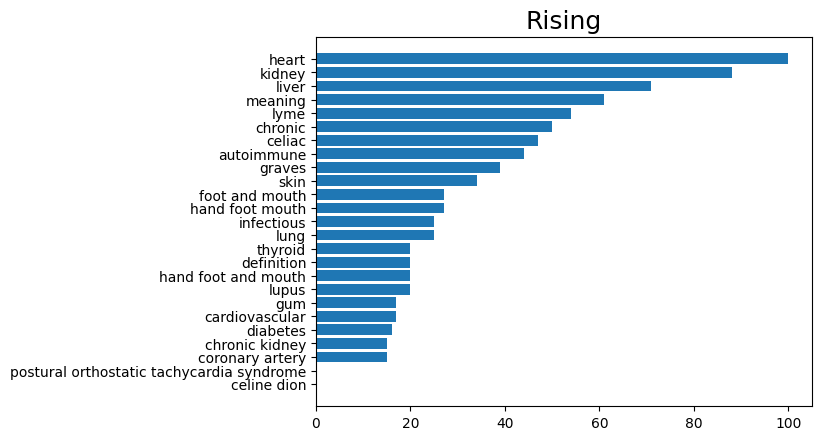 Rising
heart
kidney
liver
meaning
lyme
chronic
celiac
autoimmune
graves
skin
foot and mouth
hand foot mouth
infectious
lung
thyroid
definition
hand foot and mouth
lupus
gum
cardiovascular
diabetes
chronic kidney
coronary artery
postural orthostatic tachycardia syndrome
celine dion
0 20 40 60 80 100